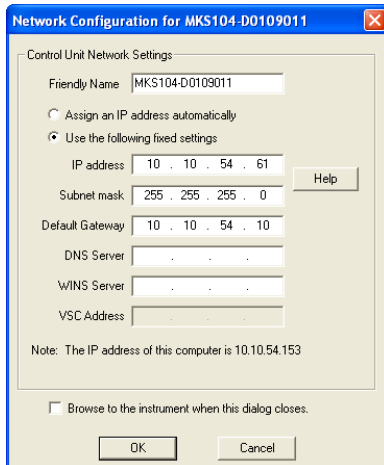 Network Configuration for MKS104-D0109011
Control Unit Network Settings
Friendly Name MKS104-D0109011
Assign an IP address automatically
Use the following fixed settings
IP address 10 . 10 . 54 . 61
Help
Subnet mask 255 . 255 . 255 . 0
Default Gateway 10 . 10 . 54 . 10
DNS Server . . .
WINS Server . . .
VSC Address . . .
Note: The IP address of this computer is 10.10.54.153
Browse to the instrument when this dialog closes.
OK Cancel